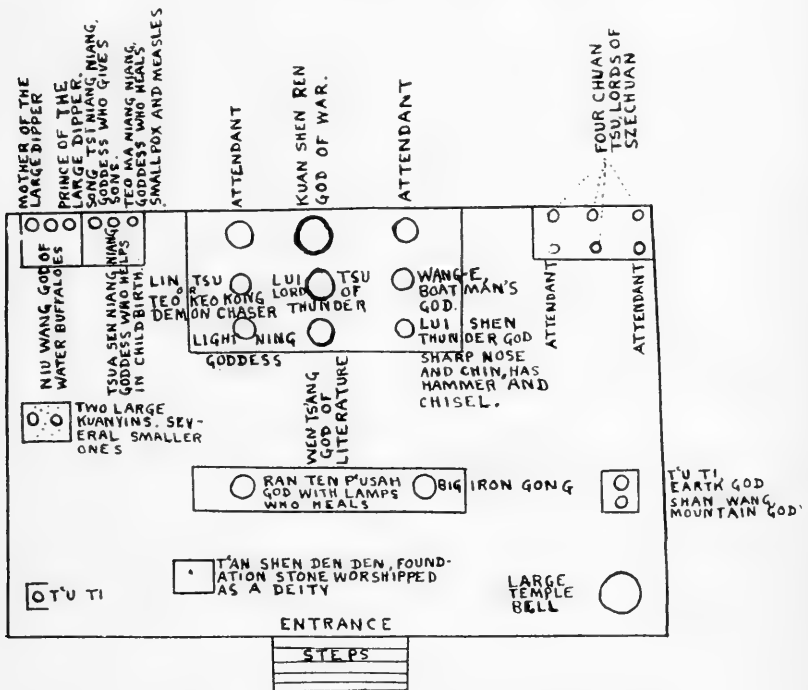 MOTHER OF THE
LARGE DIPPER
PRINCE OF THE
LARGE DIPPER.
SONG TSI NIANG NIANG,
GODDESS WHO GIVES
SONS.
TEO MA NIANG NIANG,
GODDESS WHO HEALS
SMALLPOX AND MEASLES
ATTENDANT
KUAN SHEN REN
GOD OF WAR.
ATTENDANT
FOUR CHUAN
TSU, LORDS OF
SZECHUAN
NIU WANG GOD OF
WATER BUFFALOES
TSUA SEN NIANG NIANG
GODDESS WHO HELPS
IN CHILDBIRTH.
LIN TSU
OR
TEO KEO KONG
DEMON CHASER
LUI TSU
LORD OF
THUNDER
WANG-E,
BOATMAN'S
GOD.
LIGHTNING
GODDESS
LUI SHEN
THUNDER GOD
SHARP NOSE
AND CHIN, HAS
HAMMER AND
CHISEL.
ATTENDANT
ATTENDANT
TWO LARGE
KUANYINS. SEV-
ERAL SMALLER
ONES
WEN TS'ANG
GOD OF
LITERATURE
RAN TEN P'USAH
GOD WITH LAMPS
WHO HEALS
BIG IRON GONG
T'U TI,
EARTH GOD
SHAN WANG,
MOUNTAIN GOD
T'U TI
T'AN SHEN DEN DEN, FOUND-
ATION STONE WORSHIPPED
AS A DEITY
LARGE
TEMPLE
BELL
ENTRANCE
STEPS